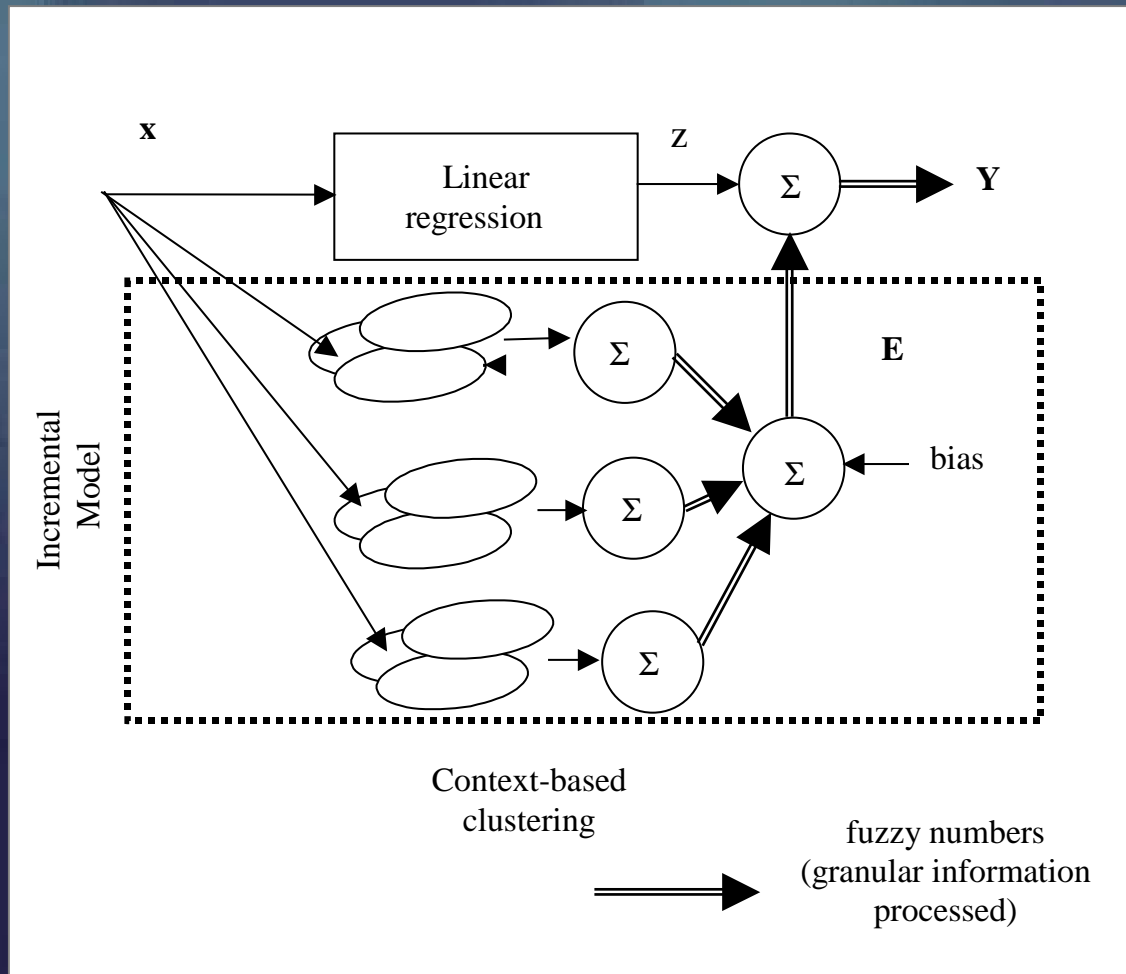 x
Linear
regression
z
Σ
Y
Σ
E
Incremental
Model
Σ
bias
Σ
Σ
Context-based
clustering
fuzzy numbers
(granular information
processed)